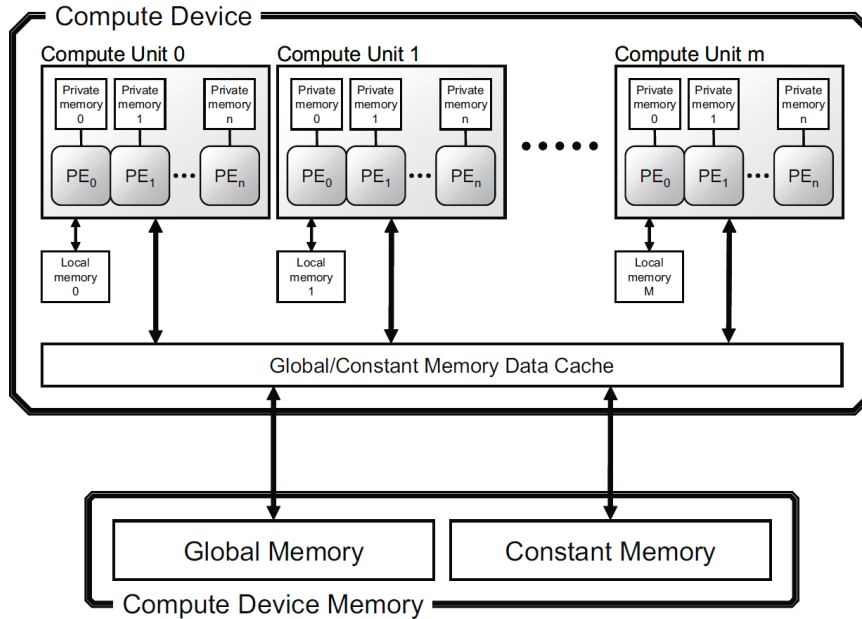 Compute Device
Compute Unit 0
Compute Unit 1
Compute Unit m
Private
memory
0
Private
memory
1
Private
memory
n
Private
memory
0
Private
memory
1
Private
memory
n
Private
memory
0
Private
memory
1
Private
memory
n
•••••
PE0
PE1
•••
PEn
PE0
PE1
•••
PEn
PE0
PE1
•••
PEn
Local
memory
0
Local
memory
1
Local
memory
M
Global/Constant Memory Data Cache
Global Memory
Constant Memory
Compute Device Memory